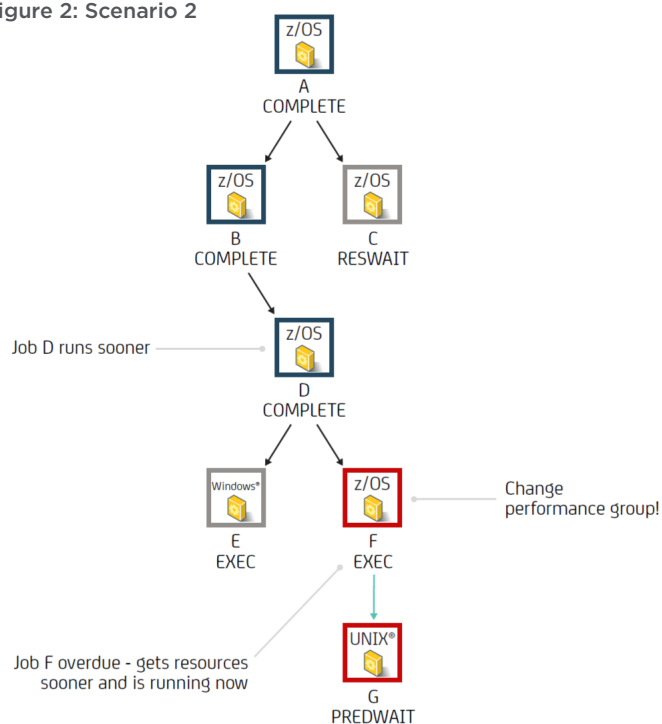 igure 2: Scenario 2
z/OS
A
COMPLETE
z/OS
z/OS
B
COMPLETE
C
RESWAIT
Job D runs sooner
z/OS
D
COMPLETE
Windows®
z/OS
E
EXEC
F
EXEC
Change
performance group!
UNIX®
Job F overdue - gets resources
sooner and is running now
G
PREDWAIT